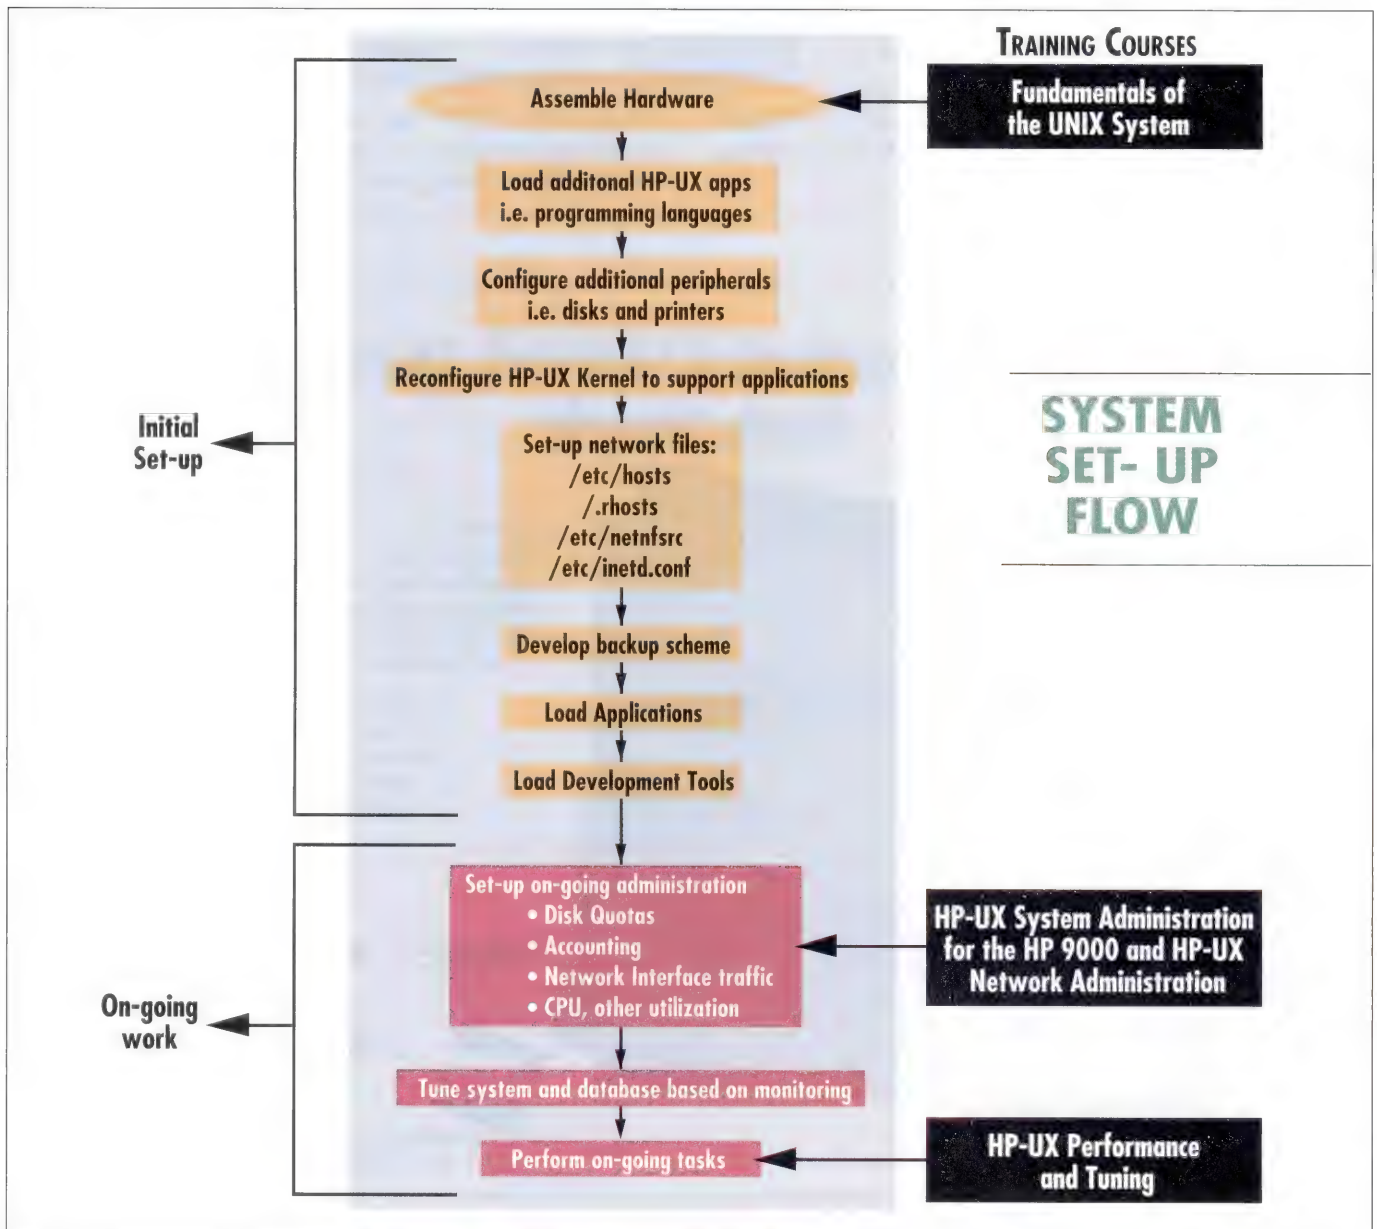 TRAINING COURSES
Assemble Hardware
Fundamentals of
the UNIX System
Load additonal HP-UX apps
i.e. programming languages
Configure additional peripherals
i.e. disks and printers
Reconfigure HP-UX Kernel to support applications
Initial
Set-up
Set-up network files:
/etc/hosts
/.rhosts
/etc/netnfsrc
/etc/inetd.conf
SYSTEM
SET- UP
FLOW
Develop backup scheme
Load Applications
Load Development Tools
Set-up on-going administration
• Disk Quotas
• Accounting
• Network Interface traffic
• CPU, other utilization
HP-UX System Administration
for the HP 9000 and HP-UX
Network Administration
On-going
work
Tune system and database based on monitoring
Perform on-going tasks
HP-UX Performance
and Tuning